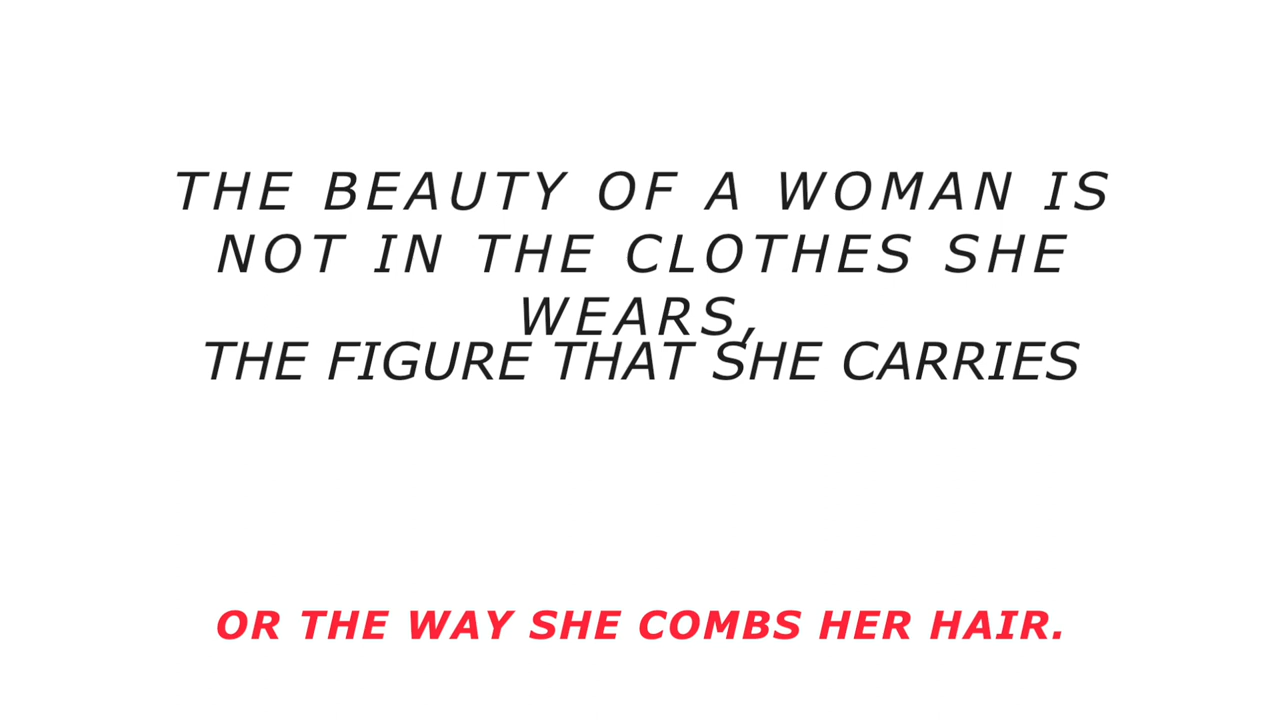 THE BEAUTY OF A WOMAN IS
NOT IN THE CLOTHES SHE
WEARS,
THE FIGURE THAT SHE CARRIES
OR THE WAY SHE COMBS HER HAIR.